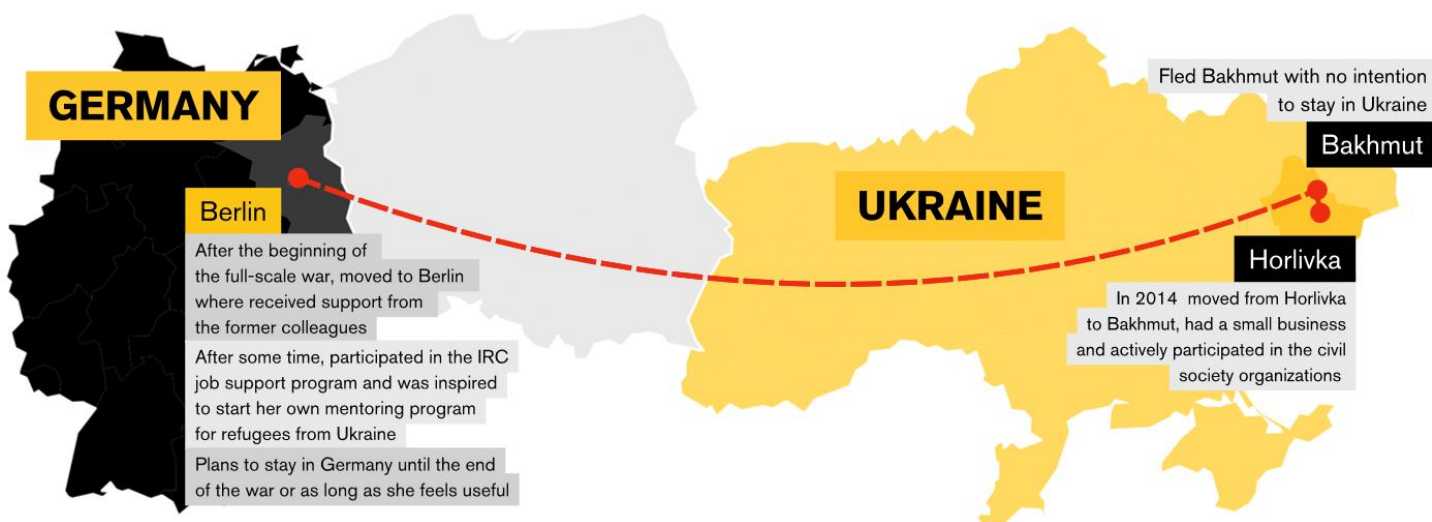 GERMANY
Berlin
After the beginning of
the full-scale war, moved to Berlin
where received support from
the former colleagues
After some time, participated in the IRC
job support program and was inspired
to start her own mentoring program
for refugees from Ukraine
Plans to stay in Germany until the end
of the war or as long as she feels useful
UKRAINE
Fled Bakhmut with no intention
to stay in Ukraine
Bakhmut
Horlivka
In 2014 moved from Horlivka
to Bakhmut, had a small business
and actively participated in the civil
society organizations